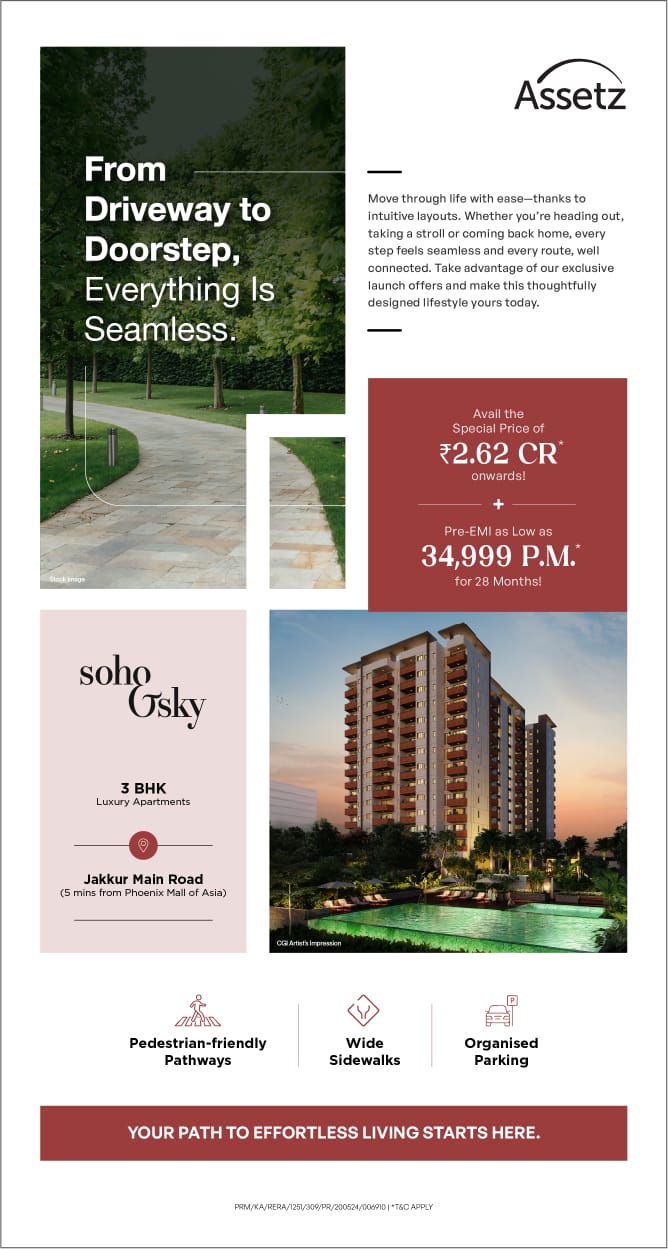 Assetz
From
Driveway to
Doorstep,
Everything Is
Seamless.
Stock Image
Move through life with ease—thanks to
intuitive layouts. Whether you're heading out,
taking a stroll or coming back home, every
step feels seamless and every route, well
connected. Take advantage of our exclusive
launch offers and make this thoughtfully
designed lifestyle yours today.
Avail the
Special Price of
₹2.62 CR*
onwards!
+
Pre-EMI as Low as
34,999 P.M.*
for 28 Months!
soho
&sky
3 BHK
Luxury Apartments
Jakkur Main Road
(5 mins from Phoenix Mall of Asia)
CGI Artist's Impression
Pedestrian-friendly
Pathways
Wide
Sidewalks
P
Organised
Parking
YOUR PATH TO EFFORTLESS LIVING STARTS HERE.
PRM/KA/RERA/1251/309/PR/200524/006910 | *T&C APPLY